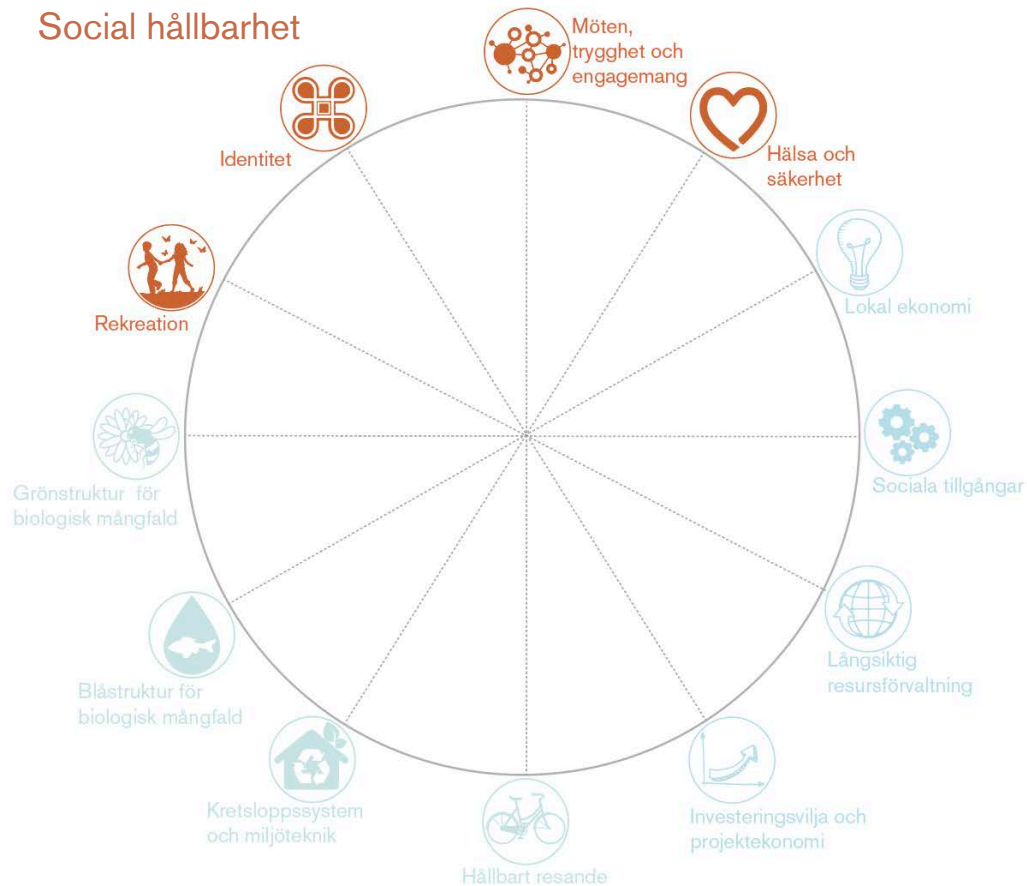 Social hållbarhet
Möten,
trygghet och
engagemang
Hälsa och
säkerhet
Lokal ekonomi
Sociala tillgångar
Långsiktig
resursförvaltning
Investeringsvilja och
projektekonomi
Hållbart resande
Kretsloppssystem
och miljöteknik
Blåstruktur för
biologisk mångfald
Grönstruktur för
biologisk mångfald
Rekreation
Identitet